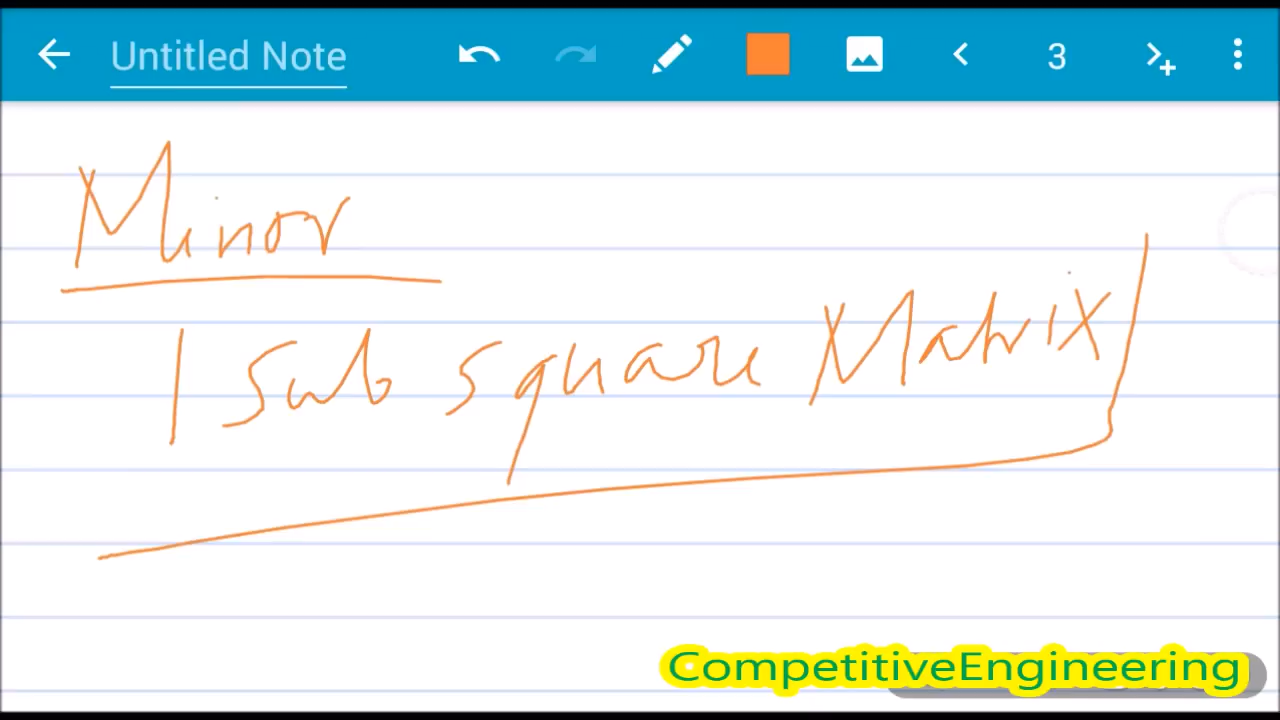 Untitled Note
3
Minor
| Sub square Matrix |
CompetitiveEngineering